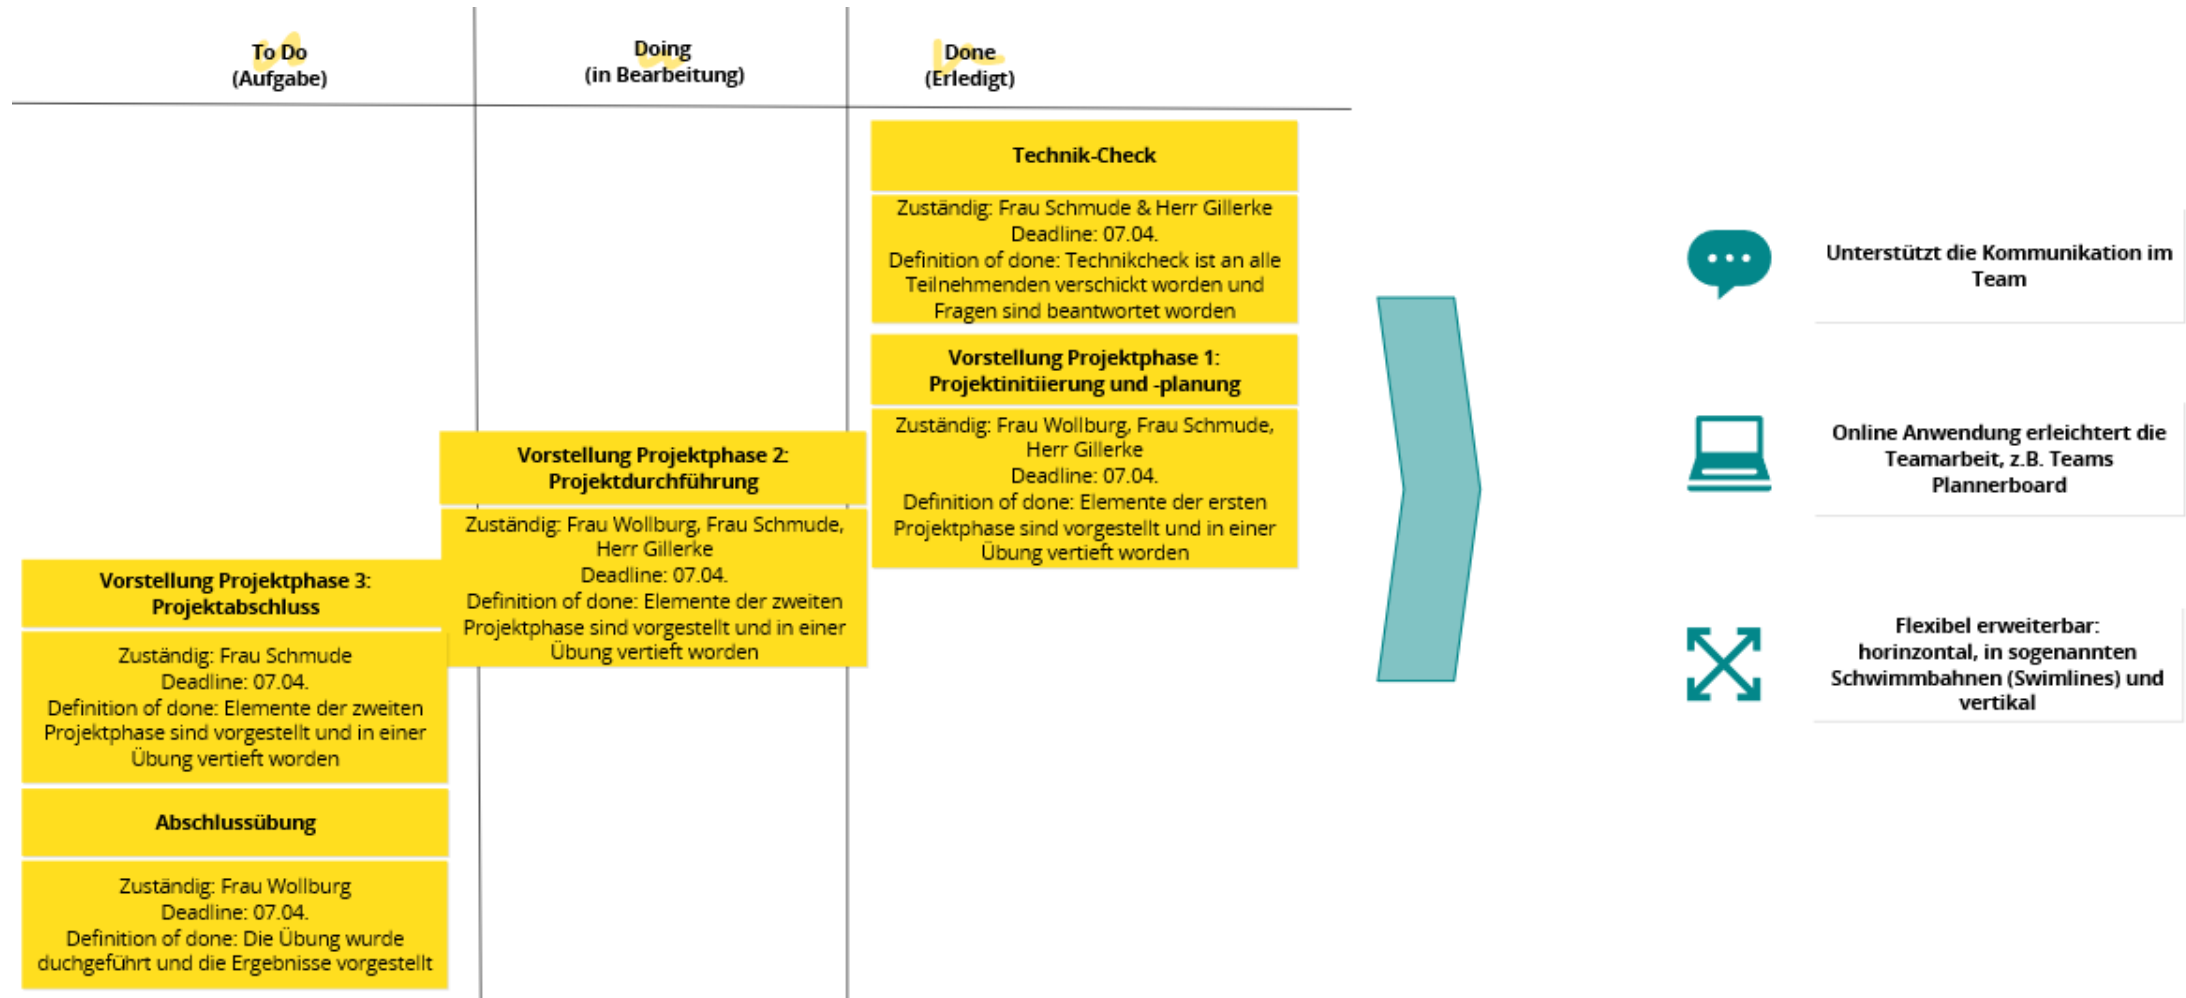 To Do
(Aufgabe)
Doing
(in Bearbeitung)
Done
(Erledigt)
Technik-Check
Zuständig: Frau Schmude & Herr Gillerke
Deadline: 07.04.
Definition of done: Technikcheck ist an alle
Teilnehmenden verschickt worden und
Fragen sind beantwortet worden
Vorstellung Projektphase 1:
Projektinitiierung und -planung
Zuständig: Frau Wollburg, Frau Schmude,
Herr Gillerke
Deadline: 07.04.
Definition of done: Elemente der ersten
Projektphase sind vorgestellt und in einer
Übung vertieft worden
Vorstellung Projektphase 2:
Projektdurchführung
Zuständig: Frau Wollburg, Frau Schmude,
Herr Gillerke
Deadline: 07.04.
Definition of done: Elemente der zweiten
Projektphase sind vorgestellt und in einer
Übung vertieft worden
Vorstellung Projektphase 3:
Projektabschluss
Zuständig: Frau Schmude
Deadline: 07.04.
Definition of done: Elemente der zweiten
Projektphase sind vorgestellt und in einer
Übung vertieft worden
Abschlussübung
Zuständig: Frau Wollburg
Deadline: 07.04.
Definition of done: Die Übung wurde
duchgeführt und die Ergebnisse vorgestellt
Unterstützt die Kommunikation im
Team
Online Anwendung erleichtert die
Teamarbeit, z.B. Teams
Plannerboard
Flexibel erweiterbar:
horinzontal, in sogenannten
Schwimmbahnen (Swimlines) und
vertikal